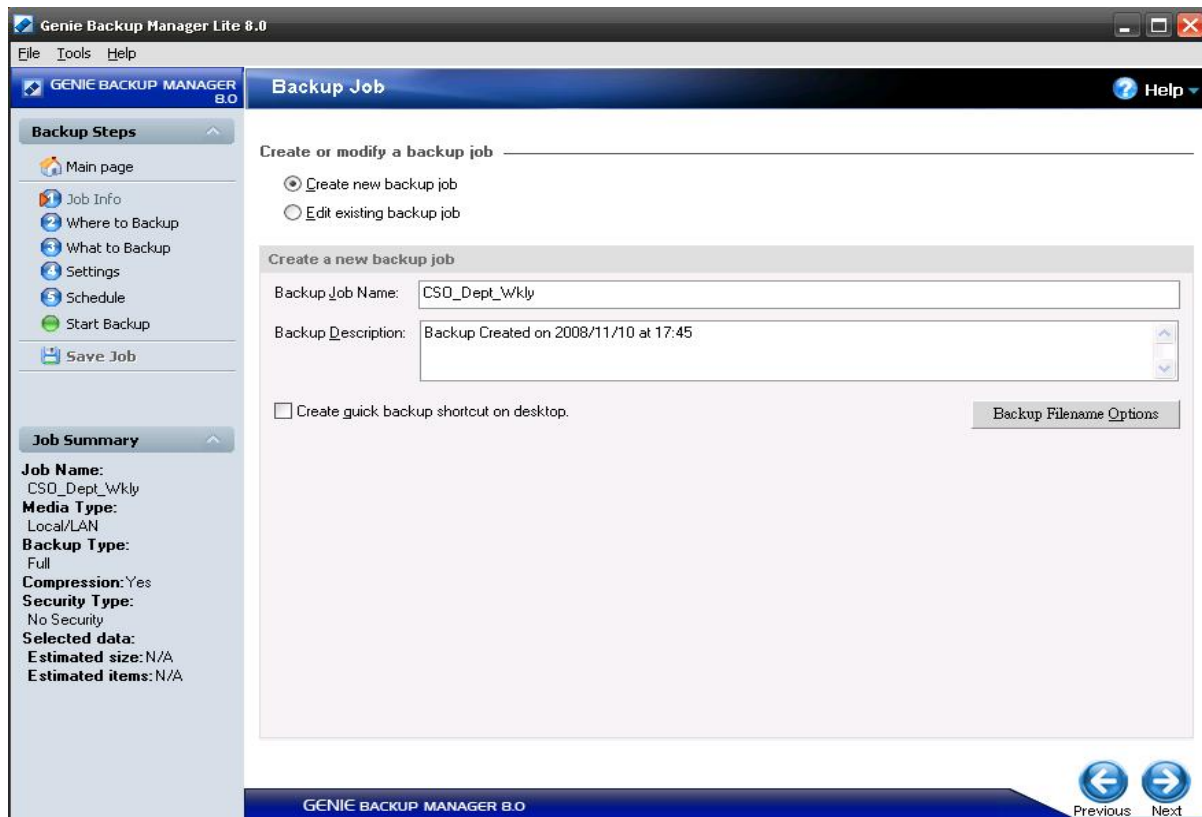 Genie Backup Manager Lite 8.0
File Tools Help
GENIE BACKUP MANAGER
8.0
Backup Job
Help
Backup Steps
Main page
1 Job Info
2 Where to Backup
3 What to Backup
4 Settings
5 Schedule
Start Backup
Save Job
Job Summary
Job Name:
CSO_Dept_Wkly
Media Type:
Local/LAN
Backup Type:
Full
Compression:Yes
Security Type:
No Security
Selected data:
Estimated size:N/A
Estimated items:N/A
Create or modify a backup job
Create new backup job
Edit existing backup job
Create a new backup job
Backup Job Name: CSO_Dept_Wkly
Backup Description: Backup Created on 2008/11/10 at 17:45
Create quick backup shortcut on desktop.
Backup Filename Options
GENIE BACKUP MANAGER 8.0
Previous Next